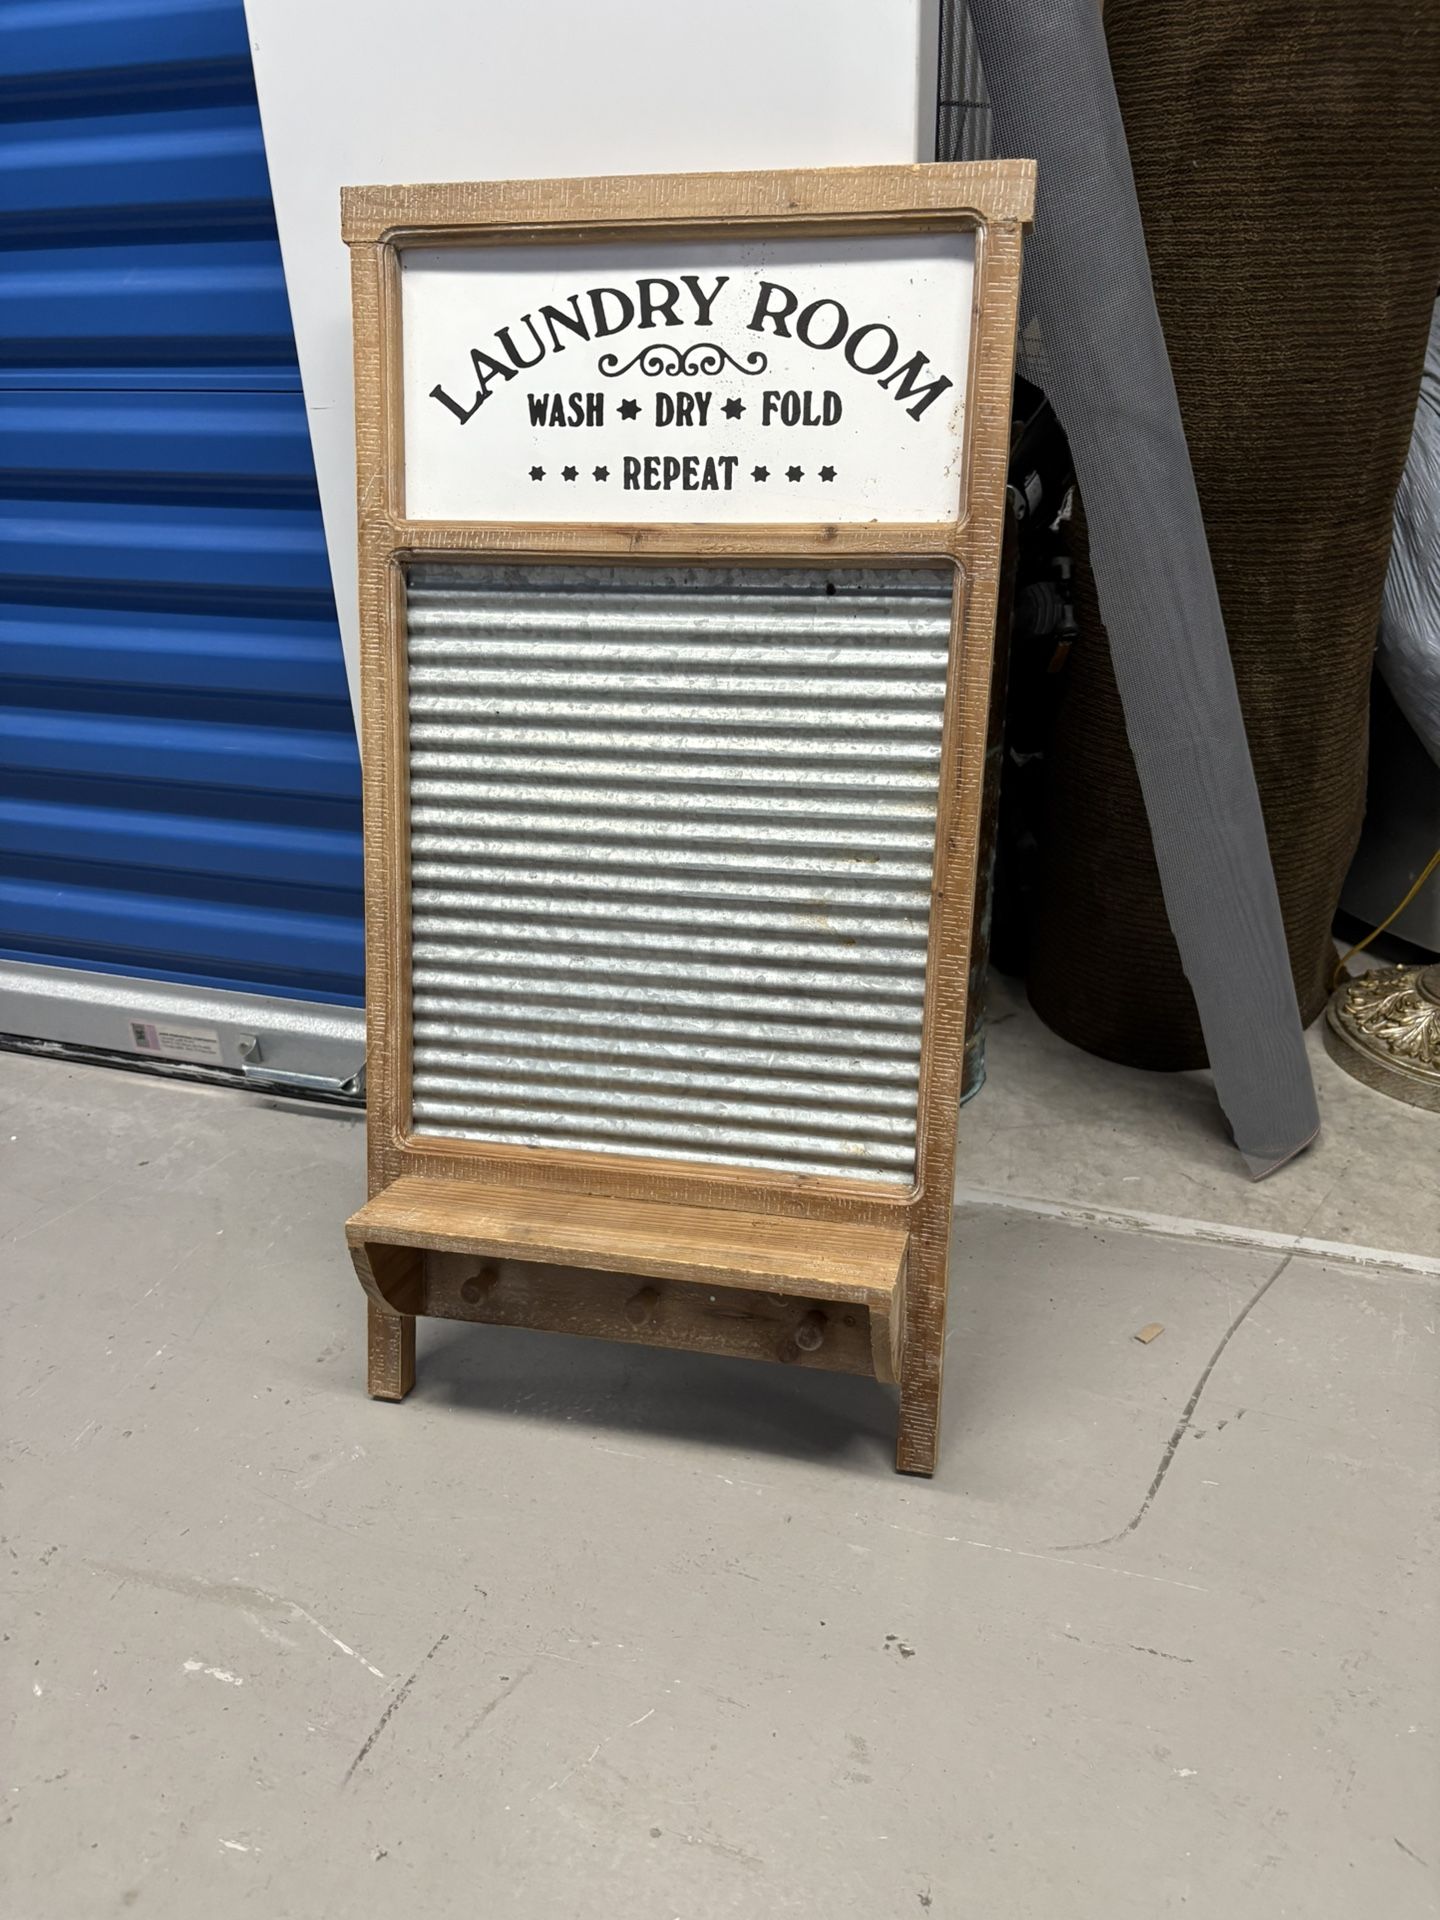 LAUNDRY ROOM
WASH * DRY * FOLD
* * * REPEAT * * *